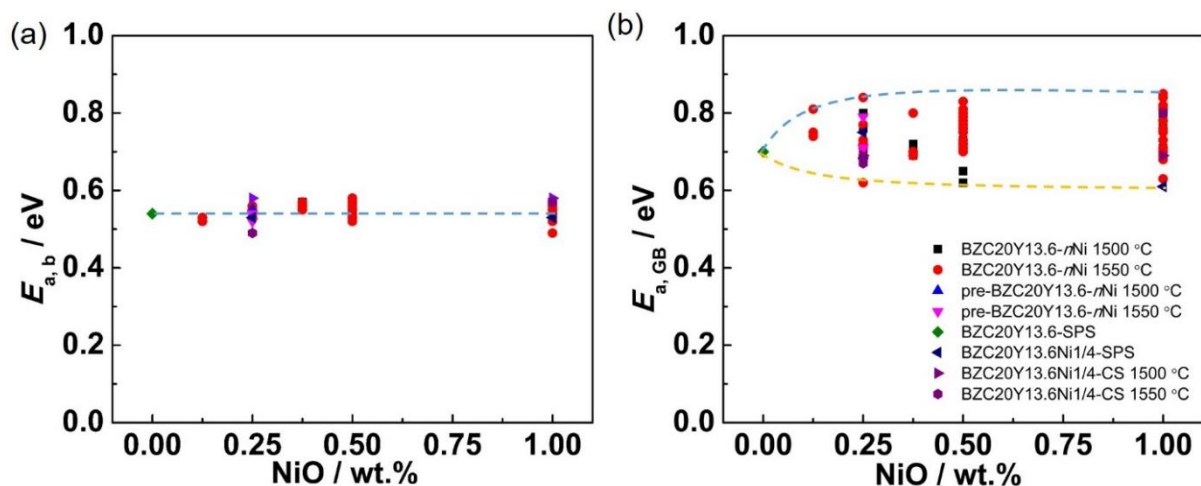 (a)
1.0
0.8
0.6
0.4
0.2
0.0
E a, b / eV
0.00 0.25 0.50 0.75 1.00
NiO / wt.%
(b)
1.0
0.8
0.6
0.4
0.2
0.0
E a, GB / eV
BZC20Y13.6-nNi 1500 °C
BZC20Y13.6-nNi 1550 °C
pre-BZC20Y13.6-nNi 1500 °C
pre-BZC20Y13.6-nNi 1550 °C
BZC20Y13.6-SPS
BZC20Y13.6Ni1/4-SPS
BZC20Y13.6Ni1/4-CS 1500 °C
BZC20Y13.6Ni1/4-CS 1550 °C
0.00 0.25 0.50 0.75 1.00
NiO / wt.%